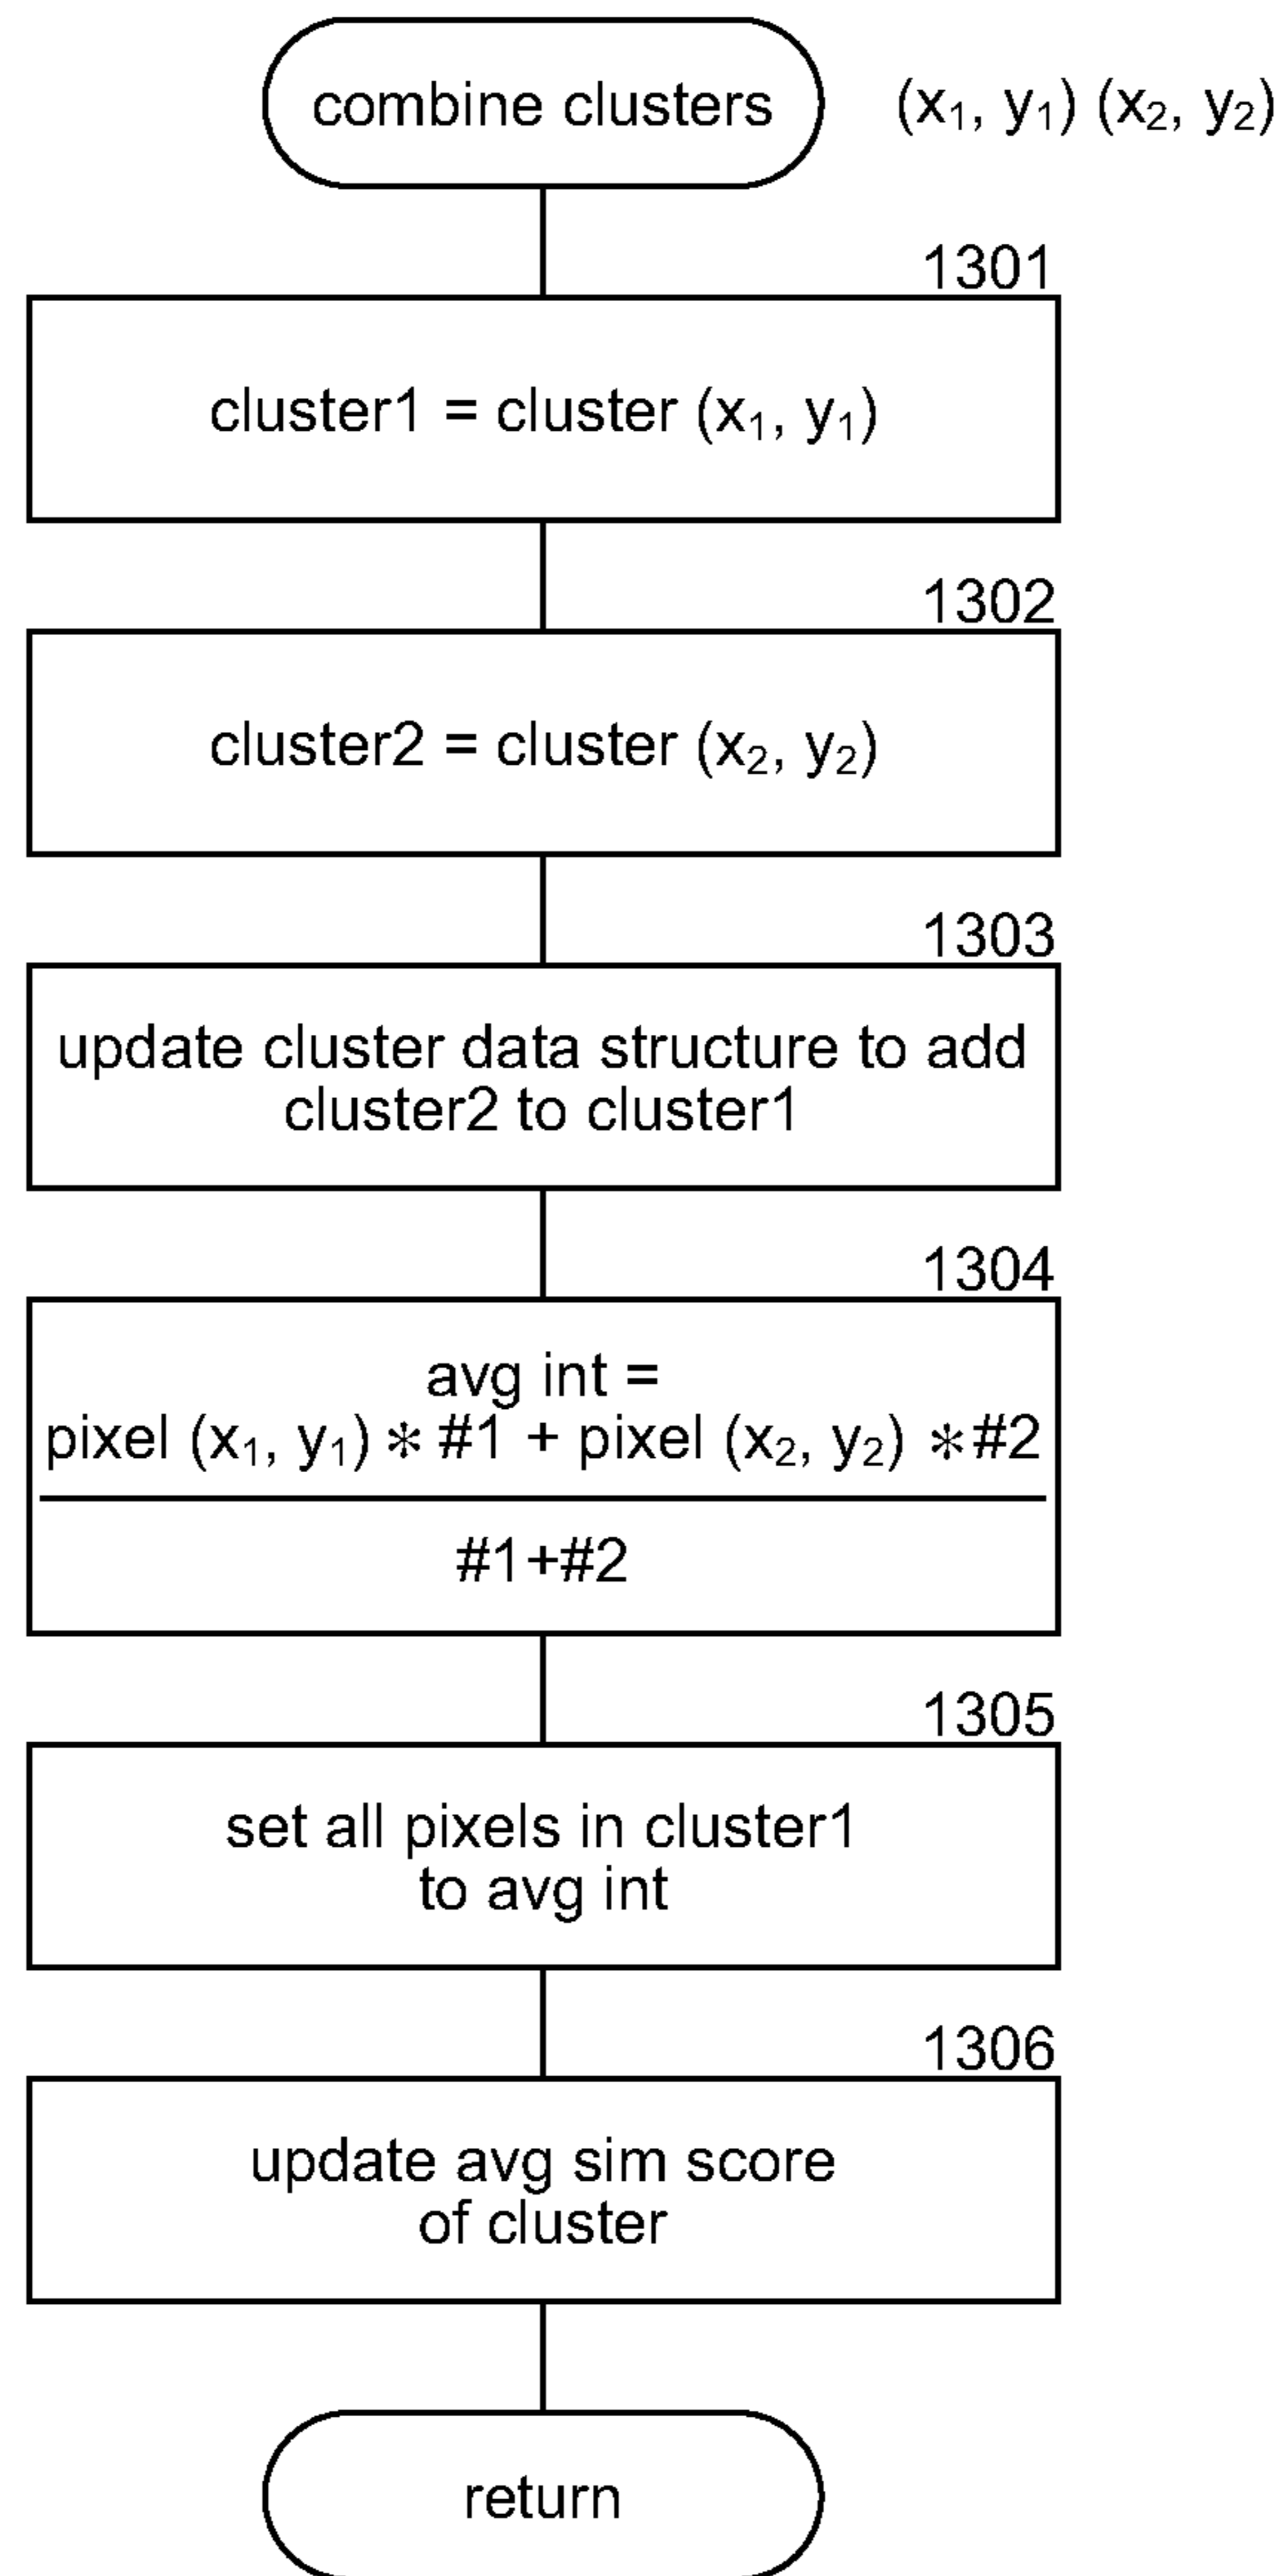 combine clusters (x₁, y₁) (x₂, y₂)
1301
cluster1 = cluster (x₁, y₁)
1302
cluster2 = cluster (x₂, y₂)
1303
update cluster data structure to add
cluster2 to cluster1
1304
avg int =
pixel (x₁, y₁) * #1 + pixel (x₂, y₂) *#2
#1+#2
1305
set all pixels in cluster1
to avg int
1306
update avg sim score
of cluster
return